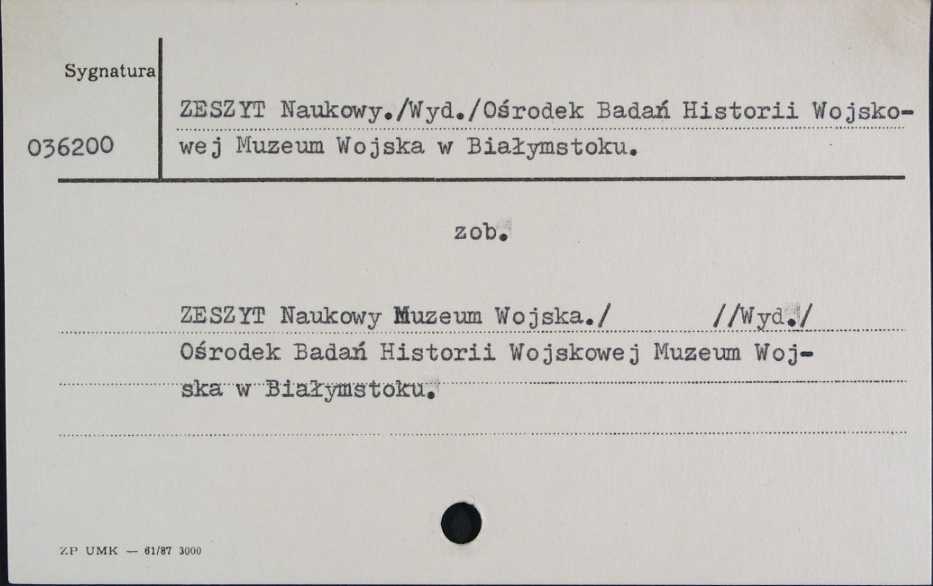 Sygnatura
036200
ZESZYT Naukowy./Wyd./Ośrodek Badań Historii Wojsko-
wej Muzeum Wojska w Białymstoku.
zob.
ZESZYT Naukowy Muzeum Wojska./ //Wyd./
Ośrodek Badań Historii Wojskowej Muzeum Woj-
ska w Białymstoku.
ZP UMK — 61/87 3000